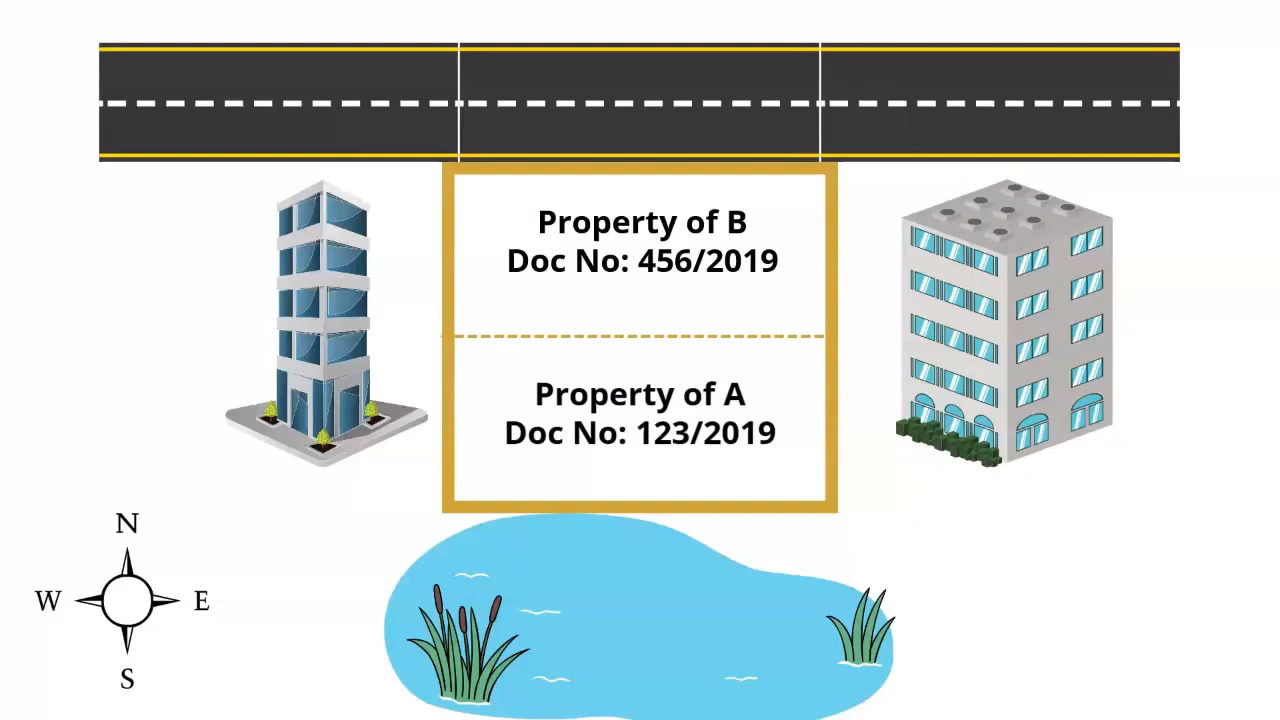 Property of B
Doc No: 456/2019
Property of A
Doc No: 123/2019
N
W E
S